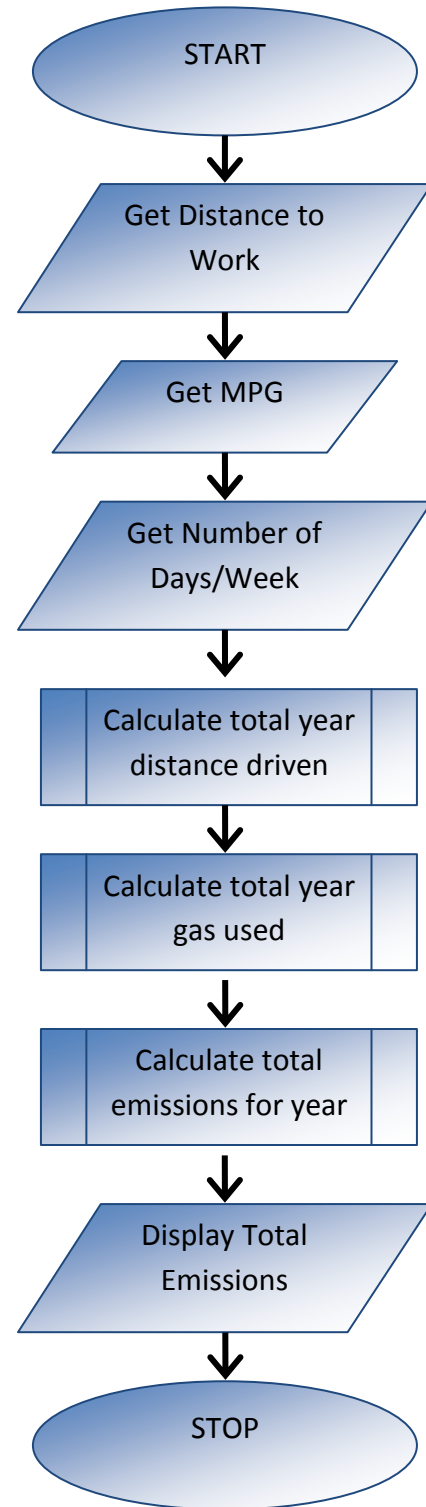 START
Get Distance to
Work
Get MPG
Get Number of
Days/Week
Calculate total year
distance driven
Calculate total year
gas used
Calculate total
emissions for year
Display Total
Emissions
STOP